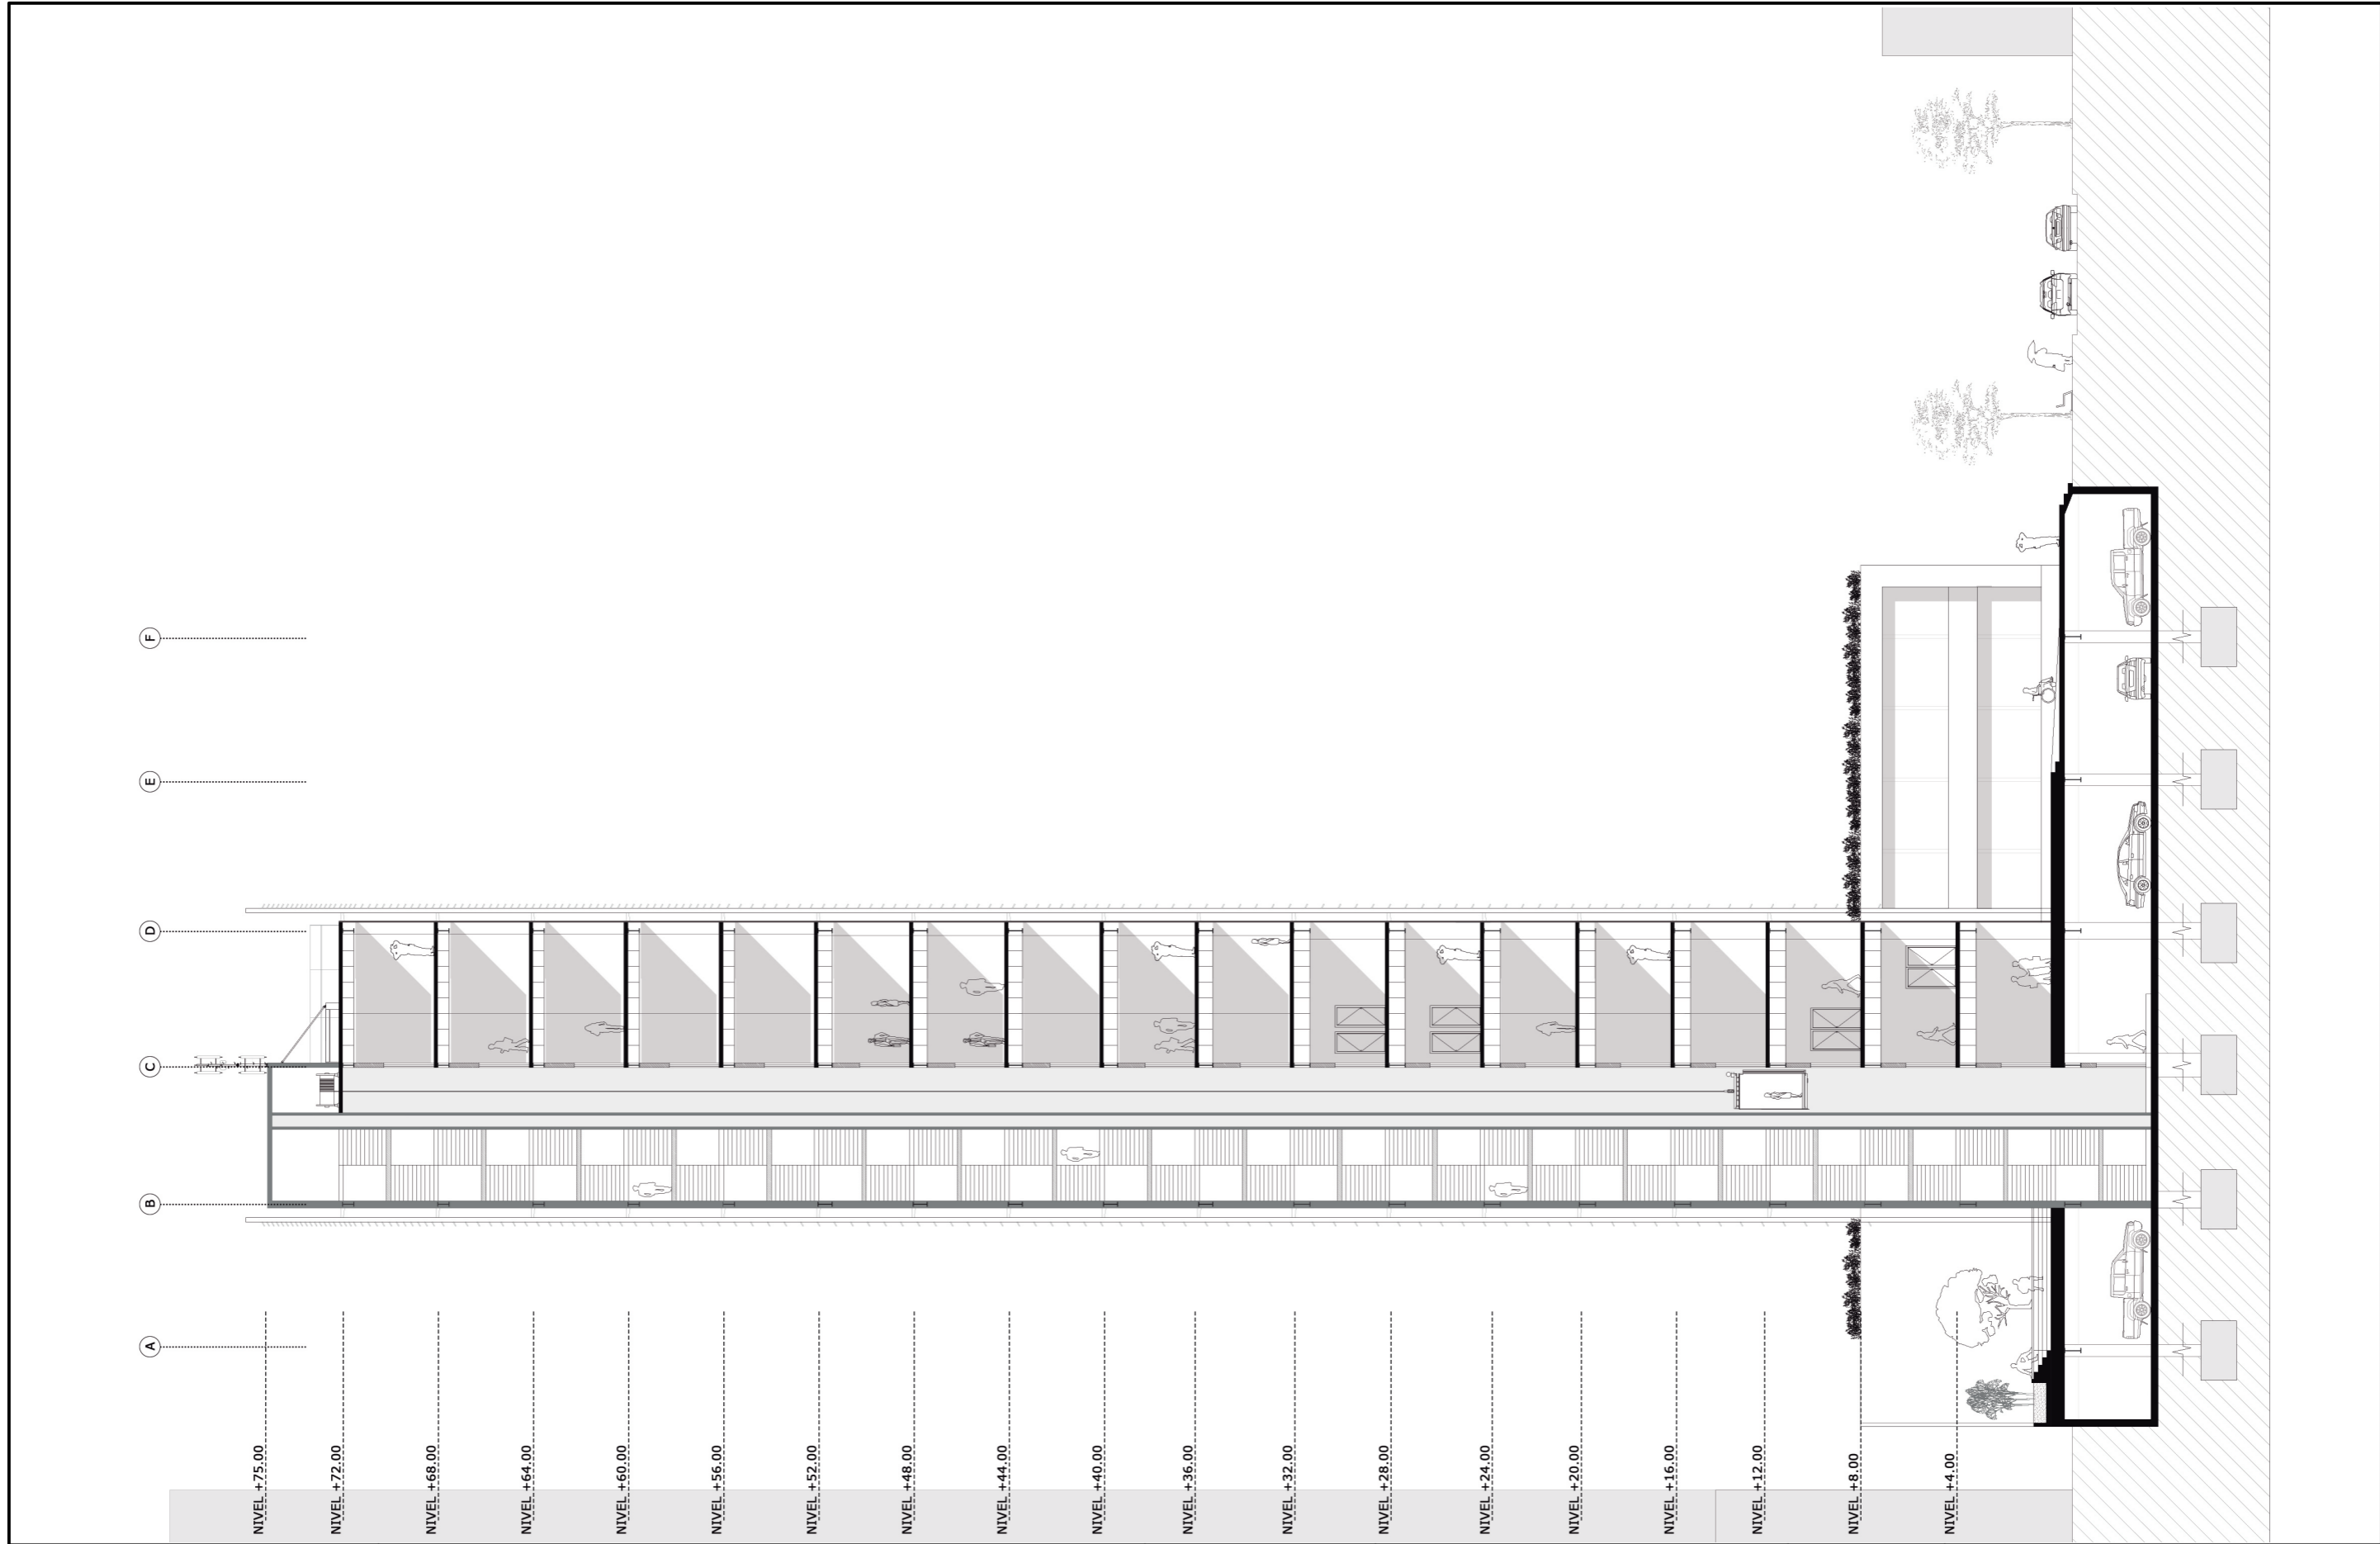 F
E
D
C
B
A
NIVEL +75.00
NIVEL +72.00
NIVEL +68.00
NIVEL +64.00
NIVEL +60.00
NIVEL +56.00
NIVEL +52.00
NIVEL +48.00
NIVEL +44.00
NIVEL +40.00
NIVEL +36.00
NIVEL +32.00
NIVEL +28.00
NIVEL +24.00
NIVEL +20.00
NIVEL +16.00
NIVEL +12.00
NIVEL +8.00
NIVEL +4.00